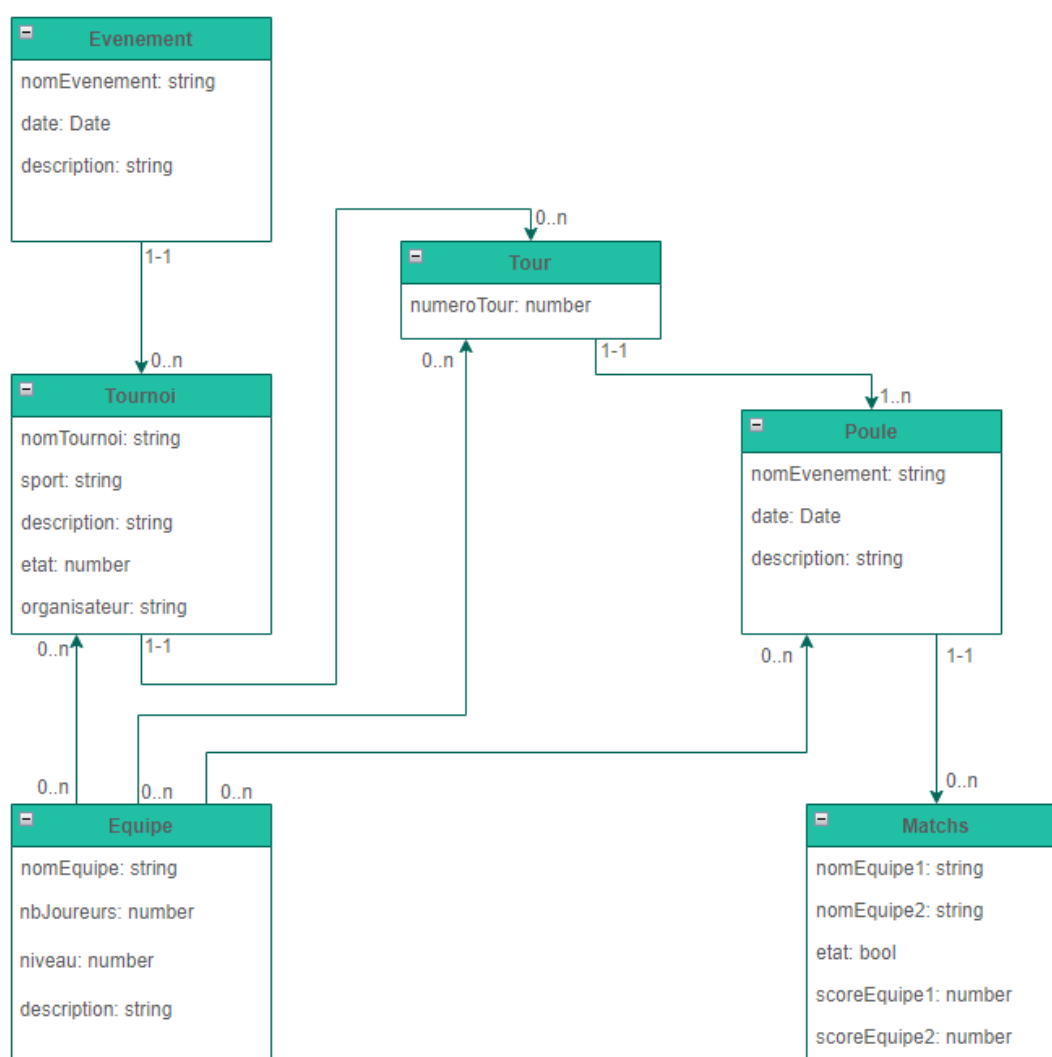 Evenement
nomEvenement: string
date: Date
description: string
1-1
0..n
Tour
numeroTour: number
0..n
1-1
0..n
Tournoi
nomTournoi: string
sport: string
description: string
etat: number
organisateur: string
1..n
Poule
nomEvenement: string
date: Date
description: string
0..n
1-1
0..n
1-1
0..n
0..n
0..n
0..n
Equipe
nomEquipe: string
nbJoureurs: number
niveau: number
description: string
Matchs
nomEquipe1: string
nomEquipe2: string
etat: bool
scoreEquipe1: number
scoreEquipe2: number